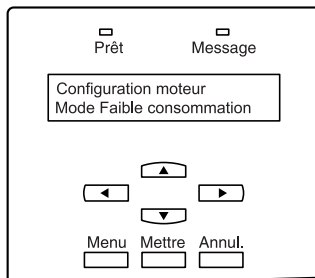 Prêt Message
Configuration moteur
Mode Faible consommation
Menu Mettre Annul.